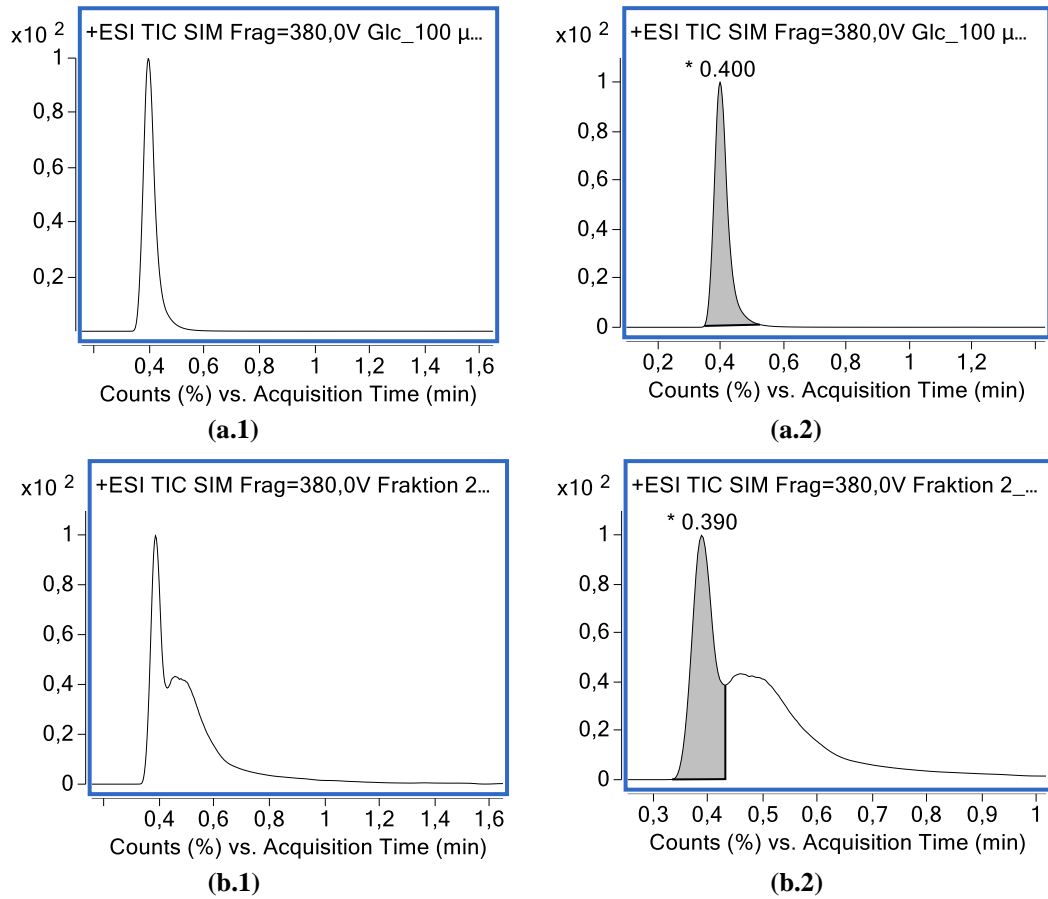 x10 2
+ESI TIC SIM Frag=380,0V Glc_100 µ...
1
0,8
0,6
0,4
0,2
0,4 0,6 0,8 1 1,2 1,4 1,6
Counts (%) vs. Acquisition Time (min)
(a.1)
x10 2
+ESI TIC SIM Frag=380,0V Glc_100 µ...
* 0.400
1
0,8
0,6
0,4
0,2
0
0,2 0,4 0,6 0,8 1 1,2
Counts (%) vs. Acquisition Time (min)
(a.2)
x10 2
+ESI TIC SIM Frag=380,0V Fraktion 2...
1
0,8
0,6
0,4
0,2
0
0,4 0,6 0,8 1 1,2 1,4 1,6
Counts (%) vs. Acquisition Time (min)
(b.1)
x10 2
+ESI TIC SIM Frag=380,0V Fraktion 2_...
* 0.390
1
0,8
0,6
0,4
0,2
0
0,3 0,4 0,5 0,6 0,7 0,8 0,9 1
Counts (%) vs. Acquisition Time (min)
(b.2)